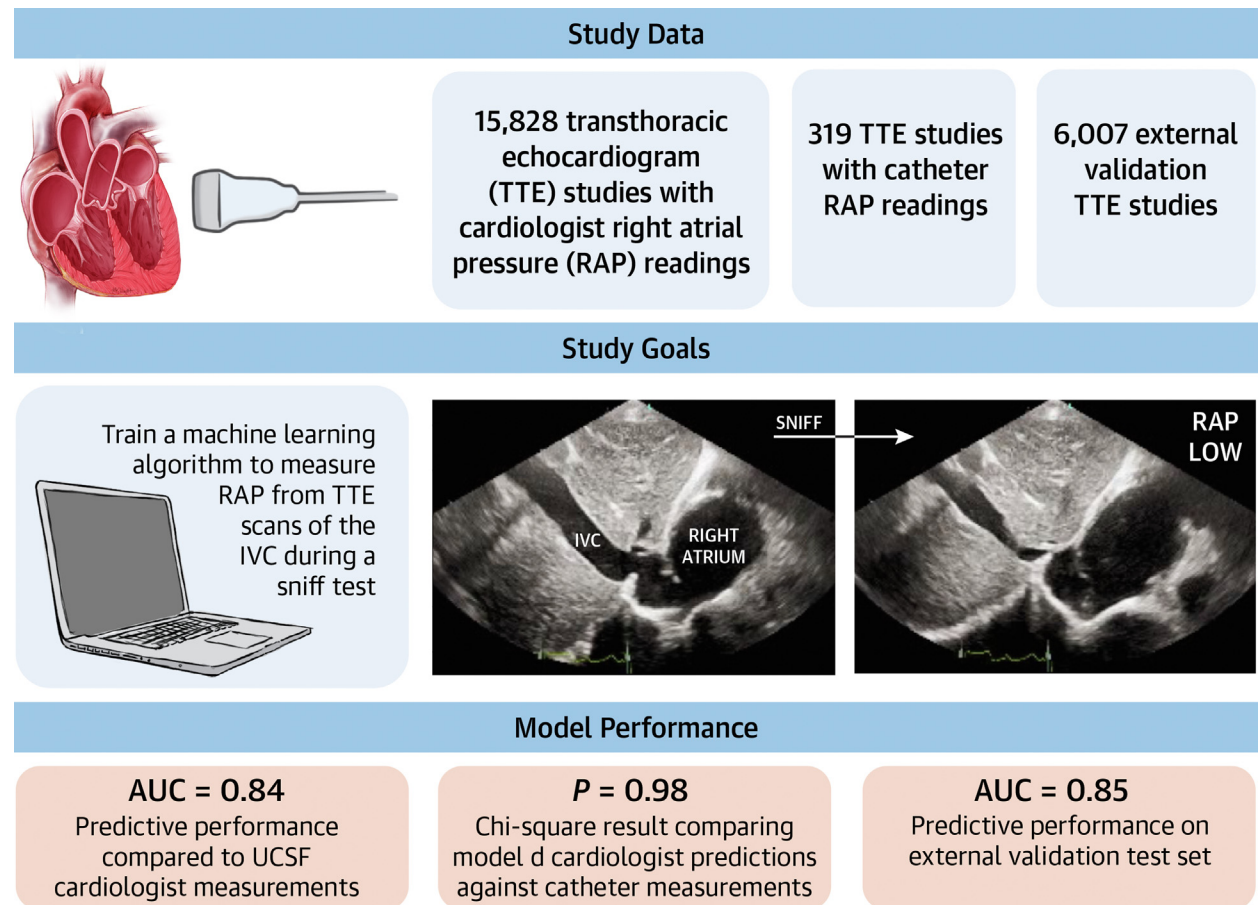 Study Data
15,828 transthoracic
echocardiogram
(TTE) studies with
cardiologist right atrial
pressure (RAP) readings
319 TTE studies
with catheter
RAP readings
6,007 external
validation
TTE studies
Study Goals
Train a machine learning
algorithm to measure
RAP from TTE
scans of the
IVC during a
sniff test
IVC
RIGHT
ATRIUM
SNIFF
RAP
LOW
Model Performance
AUC = 0.84
Predictive performance
compared to UCSF
cardiologist measurements
P = 0.98
Chi-square result comparing
model d cardiologist predictions
against catheter measurements
AUC = 0.85
Predictive performance on
external validation test set